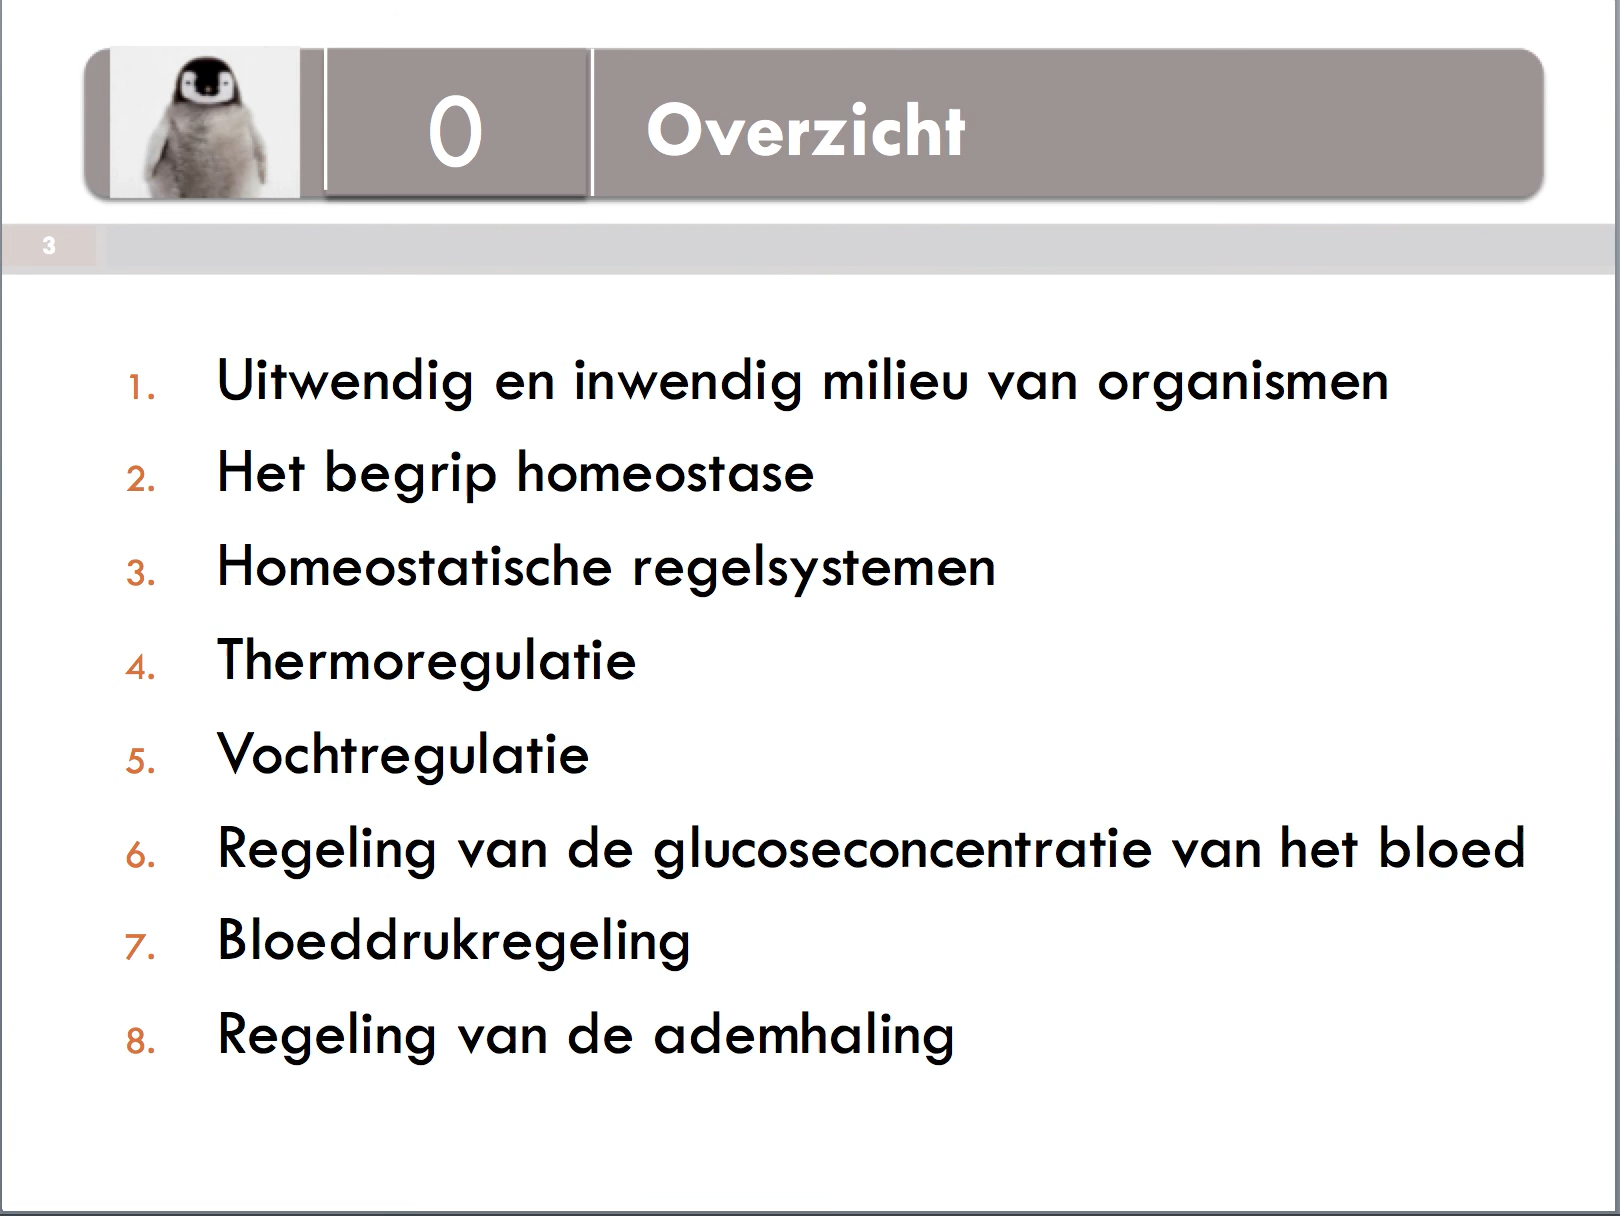 0
Overzicht
3
1. Uitwendig en inwendig milieu van organismen
2. Het begrip homeostase
3. Homeostatische regelsystemen
4. Thermoregulatie
5. Vochtregulatie
6. Regeling van de glucoseconcentratie van het bloed
7. Bloeddrukregeling
8. Regeling van de ademhaling